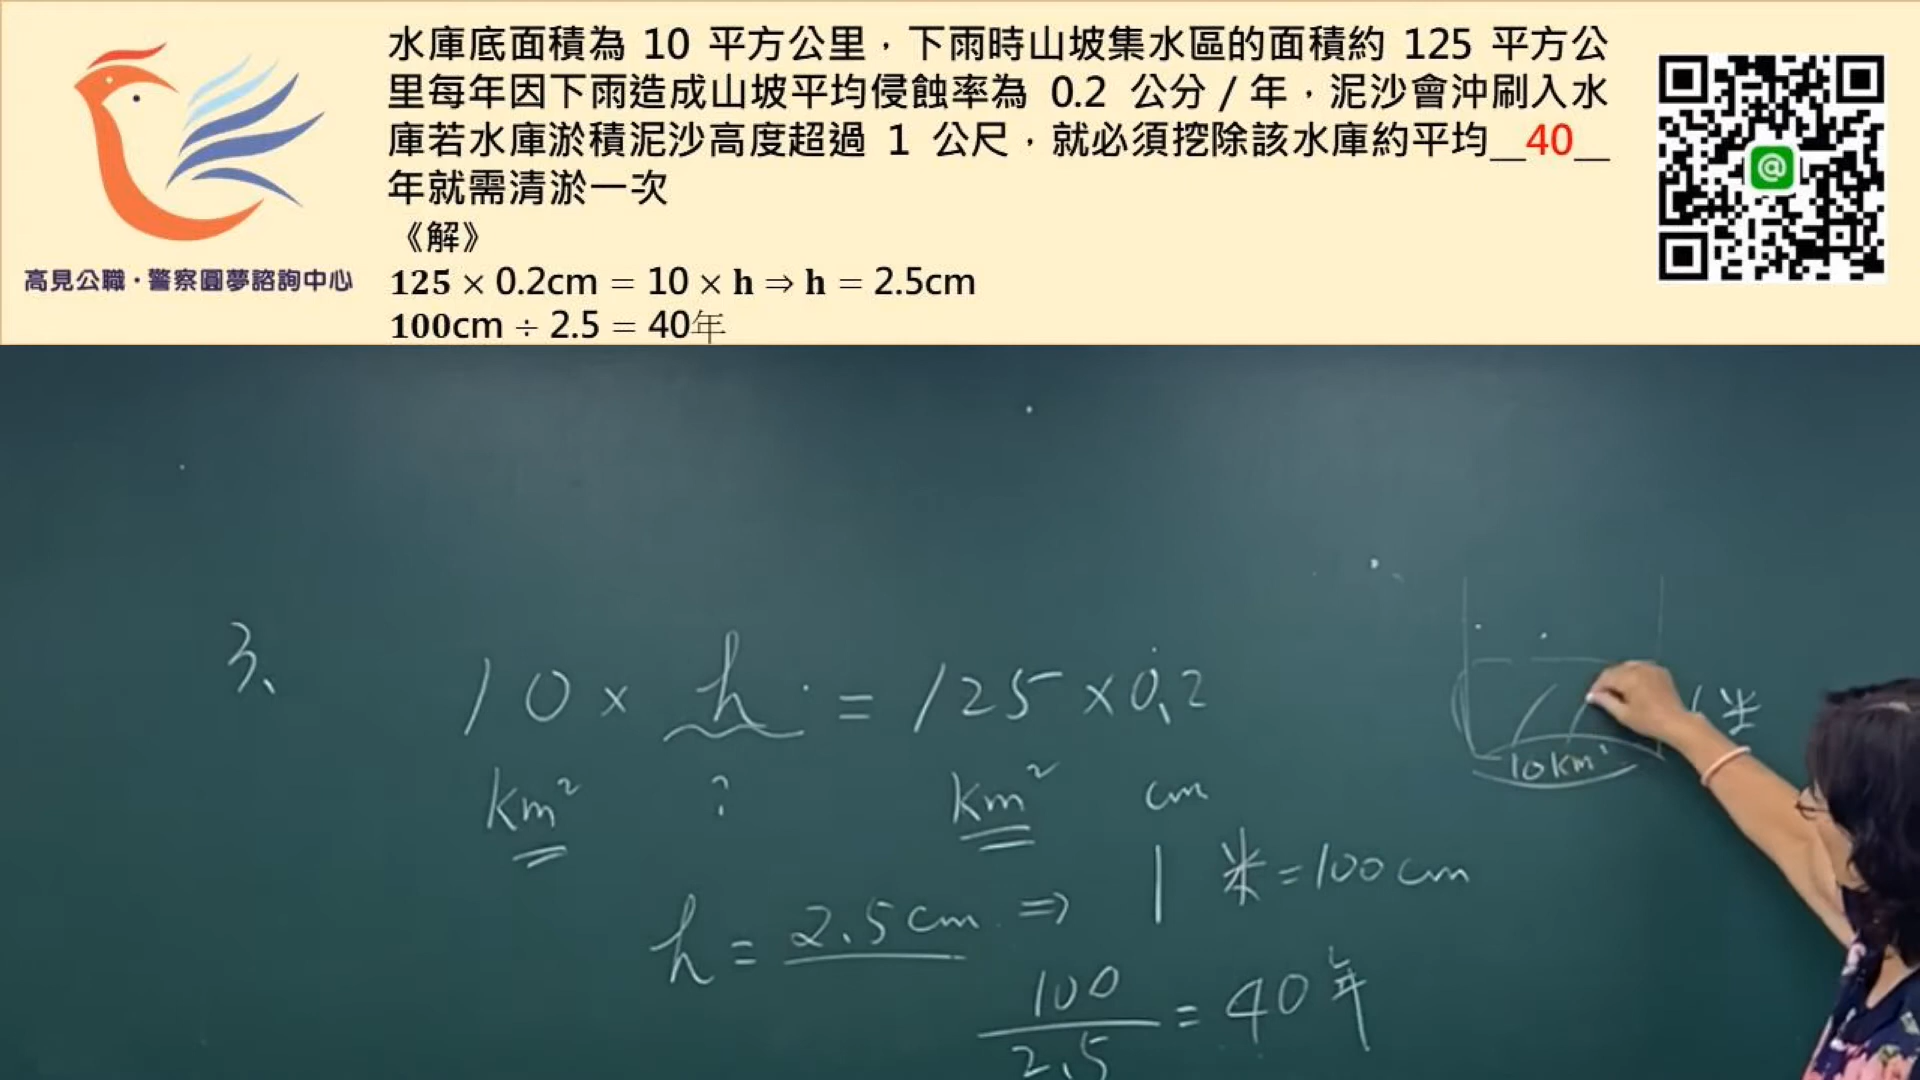 水庫底面積為 10 平方公里，下雨時山坡集水區的面積約 125 平方公
里每年因下雨造成山坡平均侵蝕率為 0.2 公分 / 年，泥沙會沖刷入水
庫若水庫淤積泥沙高度超過 1 公尺，就必須挖除該水庫約平均__40__
年就需清淤一次
《解》
125 × 0.2cm = 10 × h ⇒ h = 2.5cm
100cm ÷ 2.5 = 40年
高見公職·警察圓夢諮詢中心
3、
10 × h = 125 × 0.2
km² ? km² cm
h = 2.5cm ⇒ 1 米 = 100cm
100
2.5
= 40年
1米
10km²